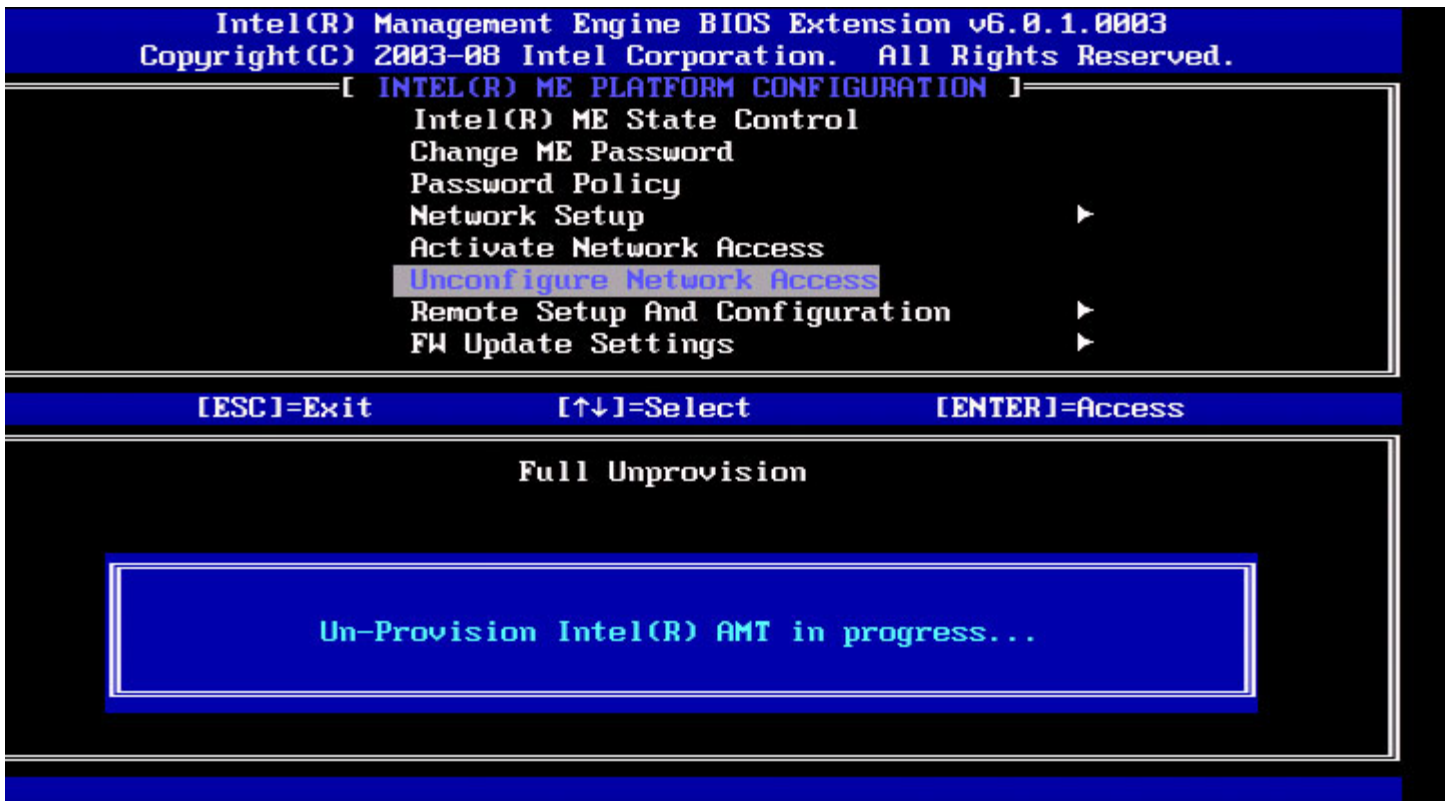 Intel(R) Management Engine BIOS Extension v6.0.1.0003
Copyright(C) 2003-08 Intel Corporation.  All Rights Reserved.
[ INTEL(R) ME PLATFORM CONFIGURATION ]
Intel(R) ME State Control
Change ME Password
Password Policy
Network Setup ►
Activate Network Access
Unconfigure Network Access
Remote Setup And Configuration ►
FW Update Settings ►
[ESC]=Exit [↑↓]=Select [ENTER]=Access
Full Unprovision
Un-Provision Intel(R) AMT in progress...